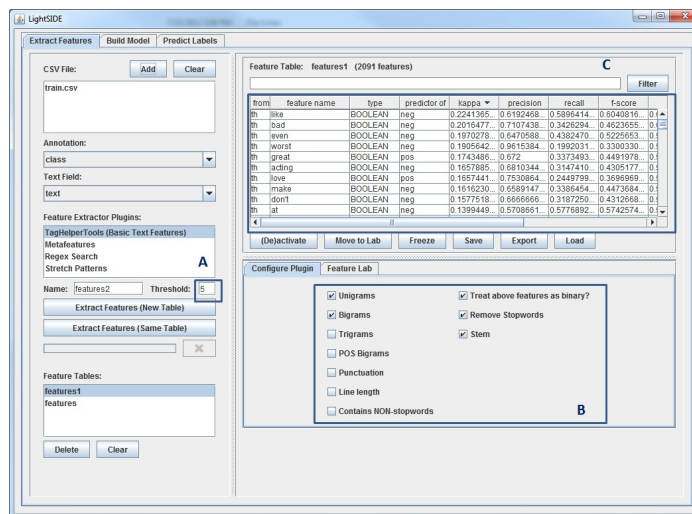 LightSIDE
Extract Features Build Model Predict Labels
CSV File: Add Clear
train.csv
Annotation:
class
Text Field:
text
Feature Extractor Plugins:
TagHelperTools (Basic Text Features)
Metafeatures
Regex Search
Stretch Patterns
A
Name: features2 Threshold: 5
Extract Features (New Table)
Extract Features (Same Table)
Feature Tables:
features1
features
Delete Clear
Feature Table: features1 (2091 features) C
Filter
from feature name type predictor of kappa precision recall f-score
th like BOOLEAN neg 0.2241365... 0.6192468... 0.5896414... 0.6040816... 0.
th bad BOOLEAN neg 0.2016477... 0.7107438... 0.3426294... 0.4623655... 0.
th even BOOLEAN neg 0.1970278... 0.6470588... 0.4382470... 0.5225653... 0.
th worst BOOLEAN neg 0.1905642... 0.9615384... 0.1992031... 0.3300330... 0.
th great BOOLEAN pos 0.1743486... 0.672 0.3373493... 0.4491978... 0.
th acting BOOLEAN neg 0.1657885... 0.6810344... 0.3147410... 0.4305177... 0.
th love BOOLEAN pos 0.1657441... 0.7530864... 0.2449799... 0.3696969... 0.
th make BOOLEAN neg 0.1616230... 0.6589147... 0.3386454... 0.4473684... 0.
th don't BOOLEAN neg 0.1577518... 0.6666666... 0.3187250... 0.4312668... 0.
th at BOOLEAN neg 0.1399449... 0.5708661... 0.5776892... 0.5742574... 0.
(De)activate Move to Lab Freeze Save Export Load
Configure Plugin Feature Lab
Unigrams Treat above features as binary?
Bigrams Remove Stopwords
Trigrams Stem
POS Bigrams
Punctuation
Line length
Contains NON-stopwords B